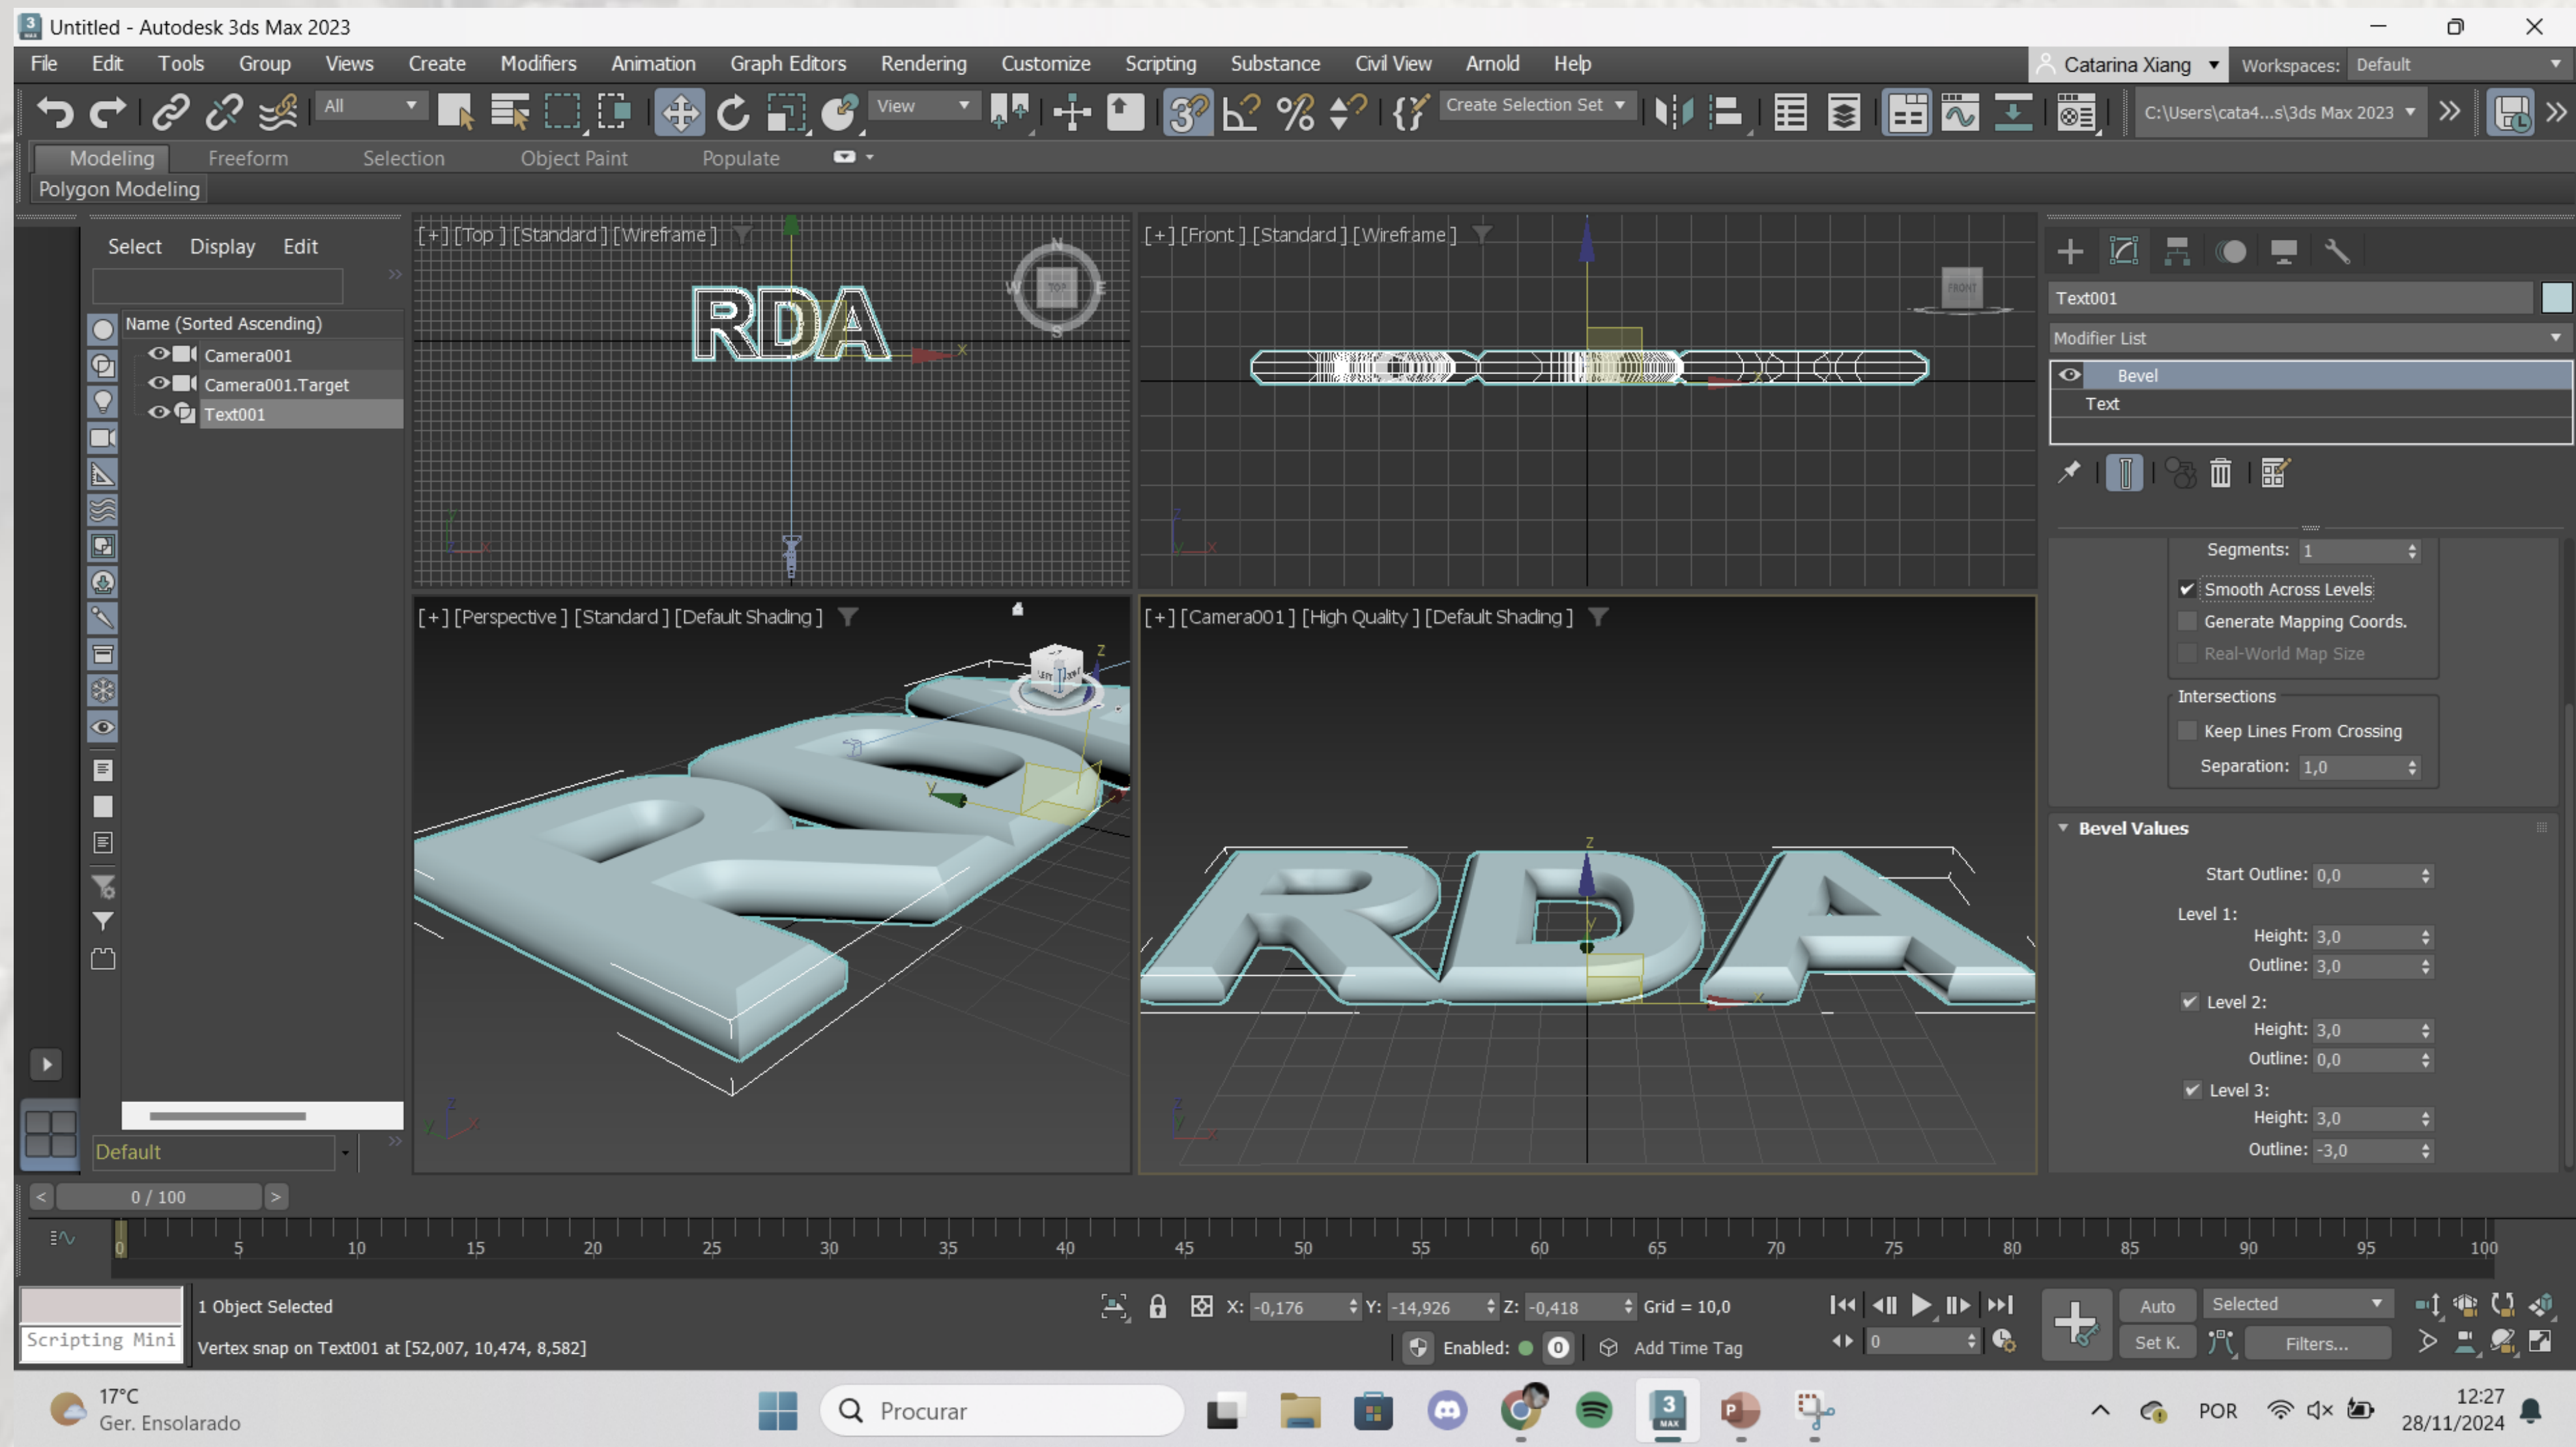 Untitled - Autodesk 3ds Max 2023
File Edit Tools Group Views Create Modifiers Animation Graph Editors Rendering Customize Scripting Substance Civil View Arnold Help Catarina Xiang Workspaces: Default
All View Create Selection Set C:\Users\cata4...s\3ds Max 2023
Modeling Freeform Selection Object Paint Populate
Polygon Modeling
Select Display Edit
Name (Sorted Ascending)
Camera001
Camera001.Target
Text001
Default
[+] [Top ] [Standard ] [Wireframe ]
RDA
N
W TOP E
S
[+] [Front ] [Standard ] [Wireframe ]
FRONT
[+] [Perspective ] [Standard ] [Default Shading ]
LEFT
[+] [Camera001 ] [High Quality ] [Default Shading ]
RDA
Text001
Modifier List
Bevel
Text
Segments: 1
Smooth Across Levels
Generate Mapping Coords.
Real-World Map Size
Intersections
Keep Lines From Crossing
Separation: 1,0
Bevel Values
Start Outline: 0,0
Level 1:
Height: 3,0
Outline: 3,0
Level 2:
Height: 3,0
Outline: 0,0
Level 3:
Height: 3,0
Outline: -3,0
< 0 / 100 >
0 5 10 15 20 25 30 35 40 45 50 55 60 65 70 75 80 85 90 95 100
1 Object Selected X: -0,176 Y: -14,926 Z: -0,418 Grid = 10,0 Auto Selected
Scripting Mini Vertex snap on Text001 at [52,007, 10,474, 8,582] Enabled: 0 Add Time Tag 0 Set K. Filters...
17°C
Ger. Ensolarado
Procurar
3 MAX
P
POR
12:27
28/11/2024